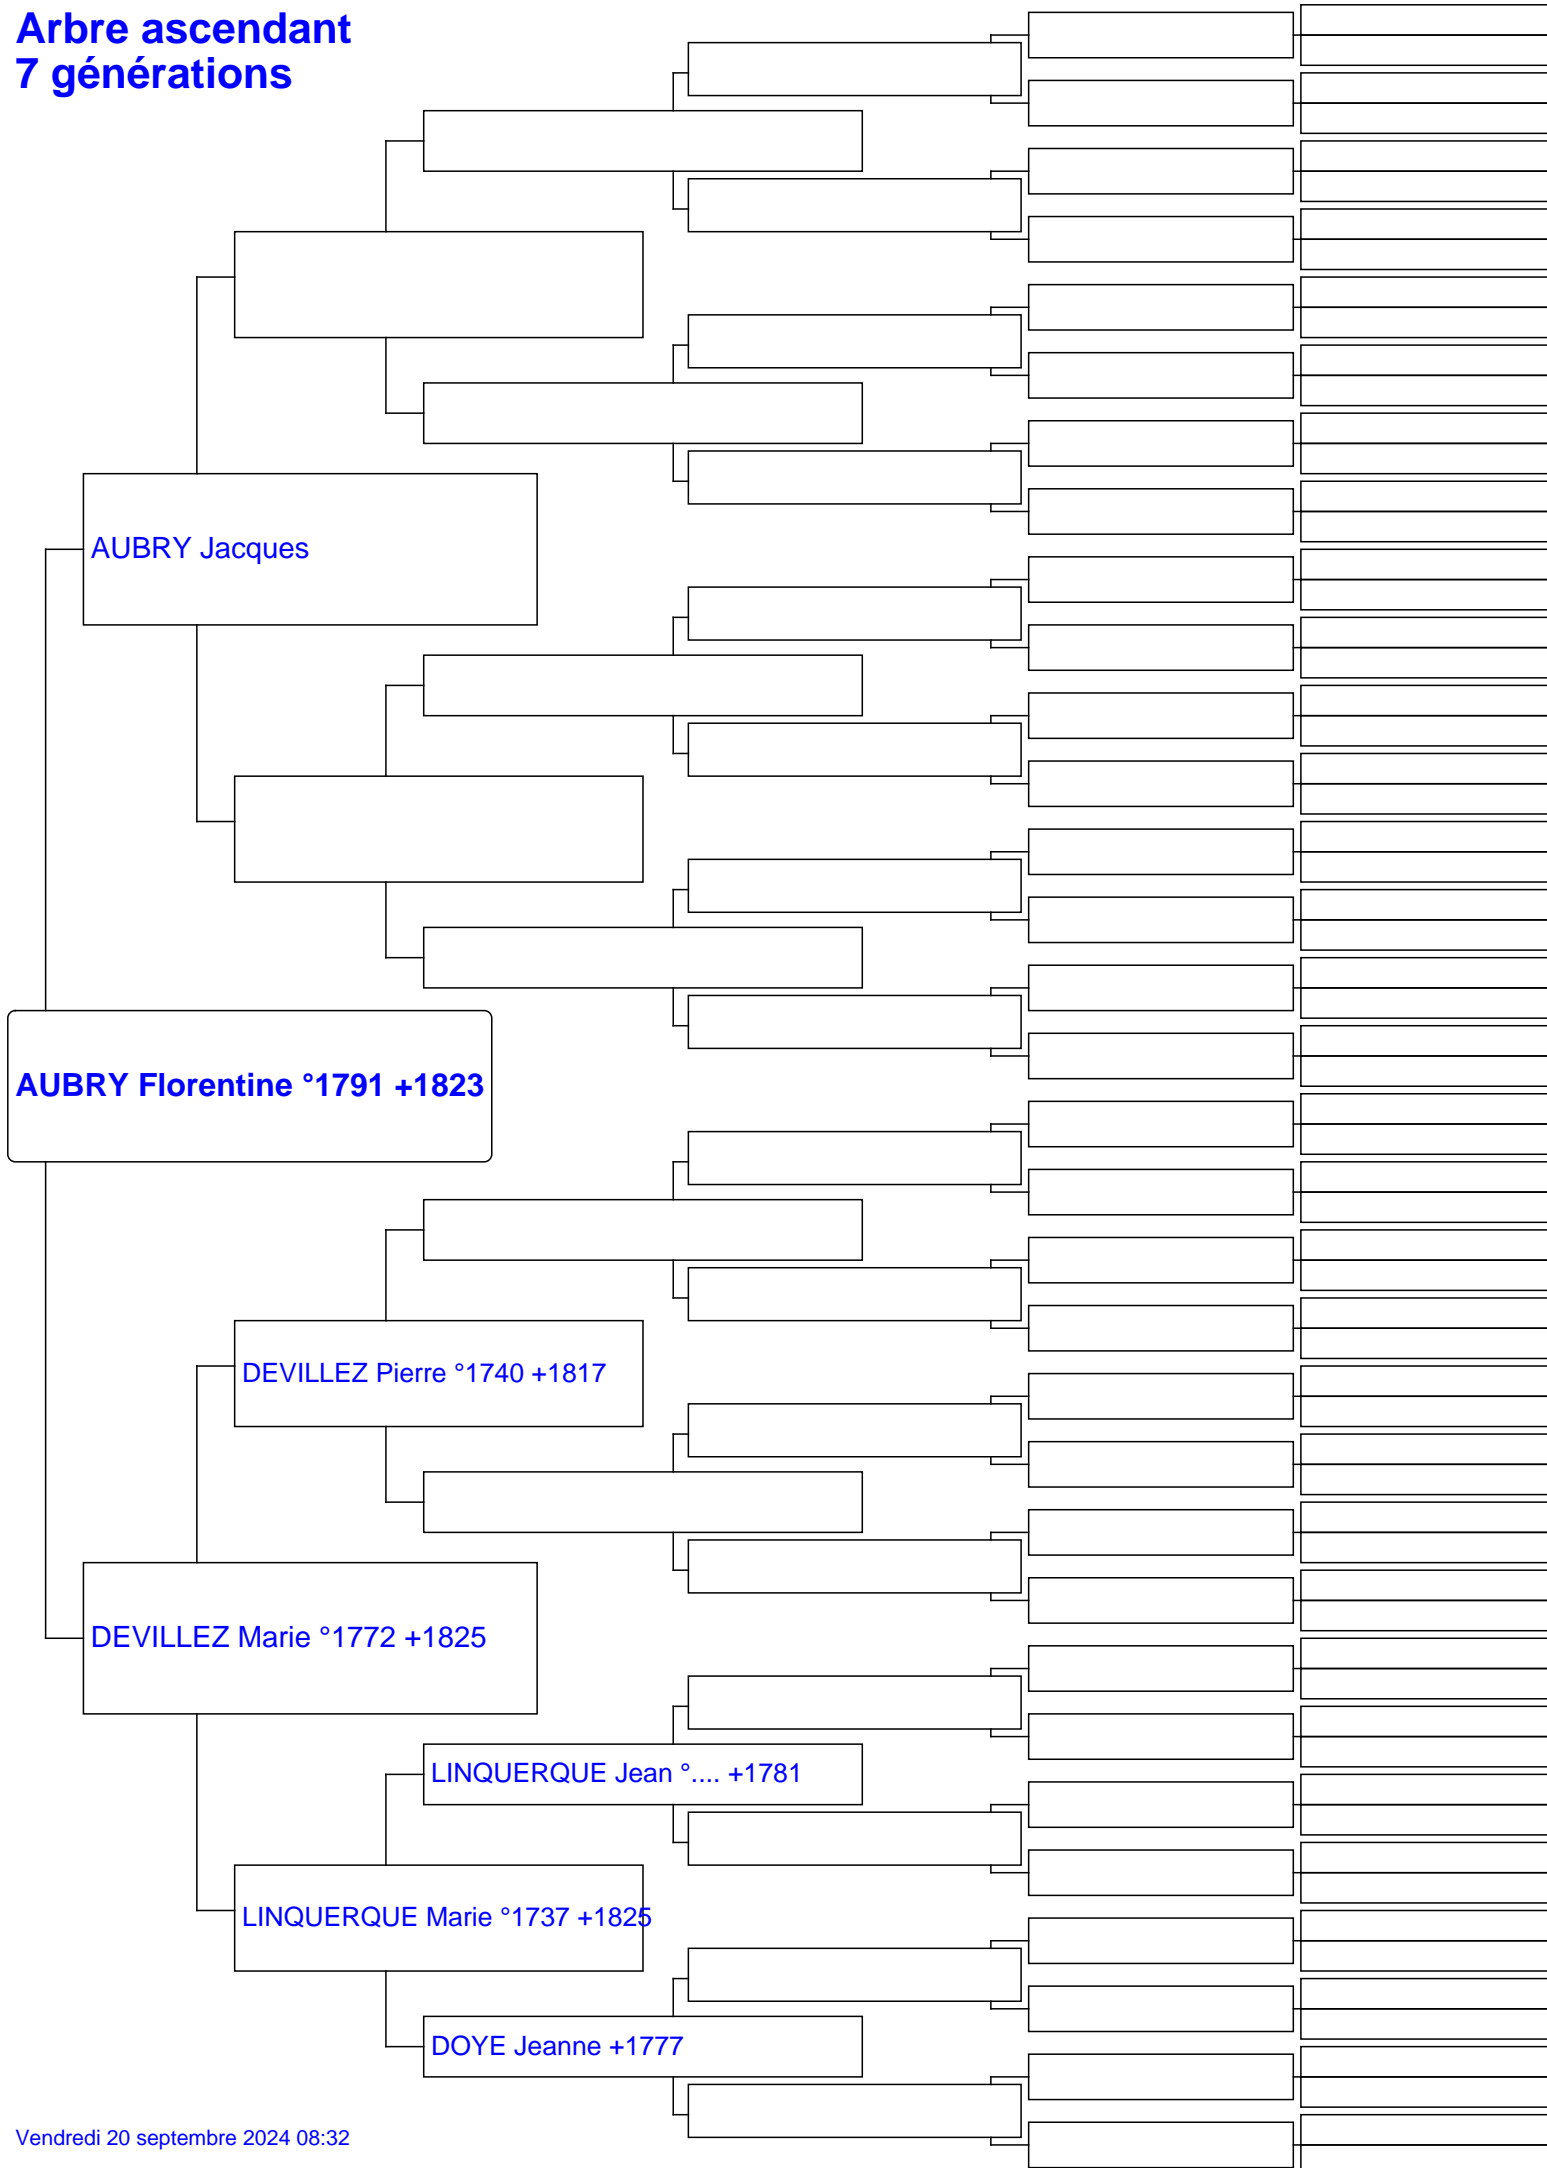 Arbre ascendant
7 générations
AUBRY Jacques
AUBRY Florentine °1791 +1823
DEVILLEZ Pierre °1740 +1817
DEVILLEZ Marie °1772 +1825
LINQUERQUE Jean °.... +1781
LINQUERQUE Marie °1737 +1825
DOYE Jeanne +1777
Vendredi 20 septembre 2024 08:32